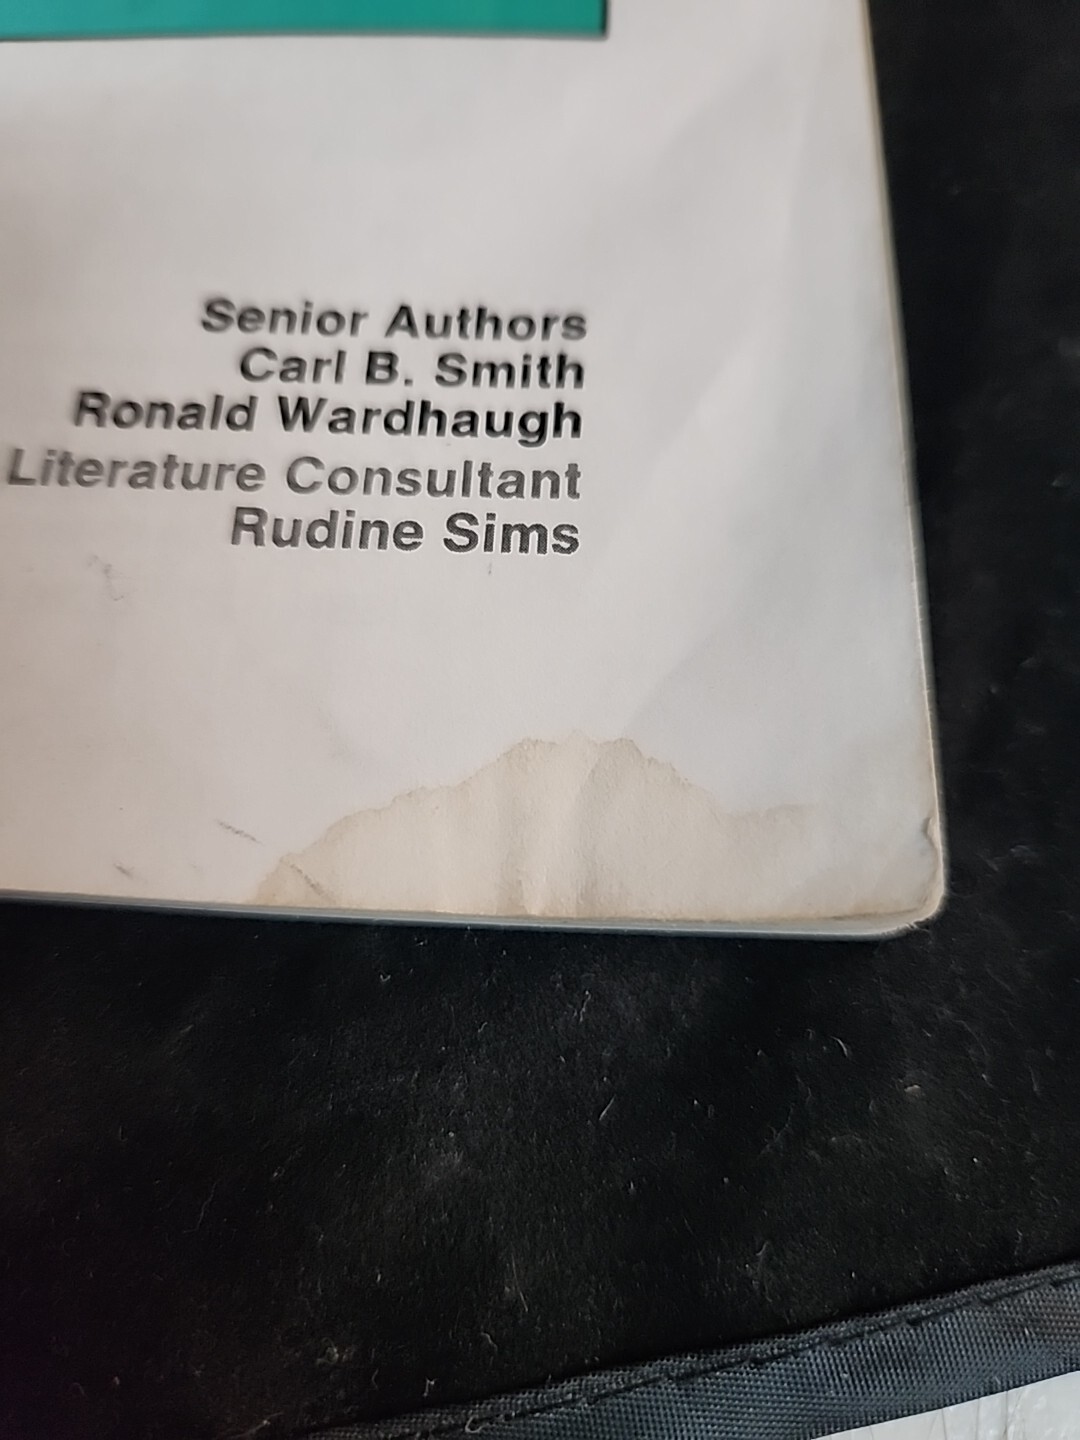 Senior Authors
Carl B. Smith
Ronald Wardhaugh
Literature Consultant
Rudine Sims